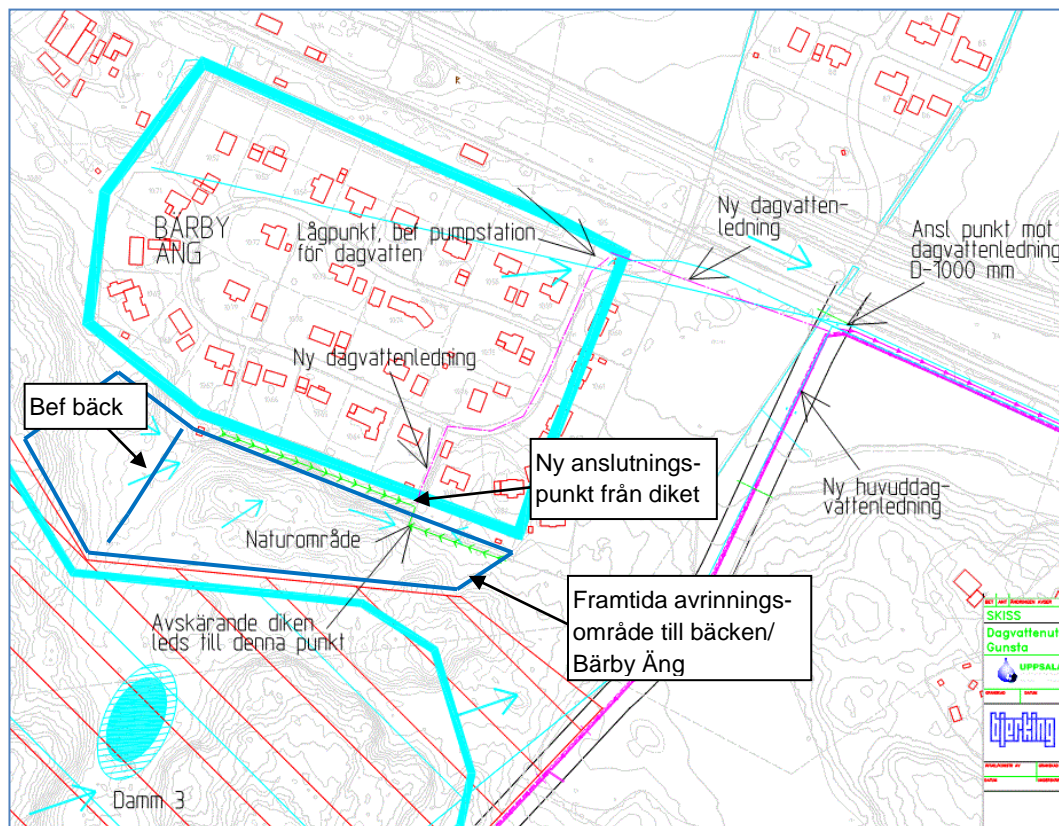 Ny dagvatten-
ledning
Ansl punkt mot
dagvattenledning
D-1000 mm
BÄRBY
ÄNG
Lågpunkt, bef pumpstation
för dagvatten
Ny dagvattenledning
Bef bäck
Ny anslutnings-
punkt från diket
Ny huvuddag-
vattenledning
Naturområde
Avskärande diken
leds till denna punkt
Framtida avrinnings-
område till bäcken/
Bärby Äng
SKISS
Dagvattenut
Gunsta
UPPSALA
bjerking
Damm 3